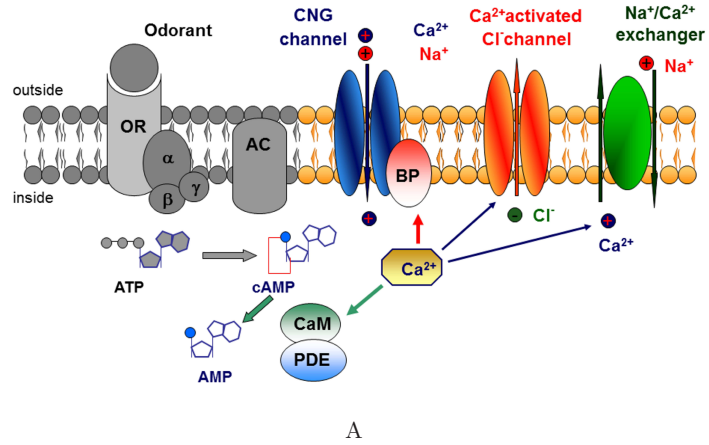 Odorant
CNG
channel
Ca²⁺
Na⁺
Ca²⁺activated
Cl⁻channel
Na⁺/Ca²⁺
exchanger
+
+
+
Na⁺
outside
OR
AC
α
β
γ
BP
inside
+
- Cl⁻
+
Ca²⁺
ATP
cAMP
Ca²⁺
CaM
PDE
AMP
A